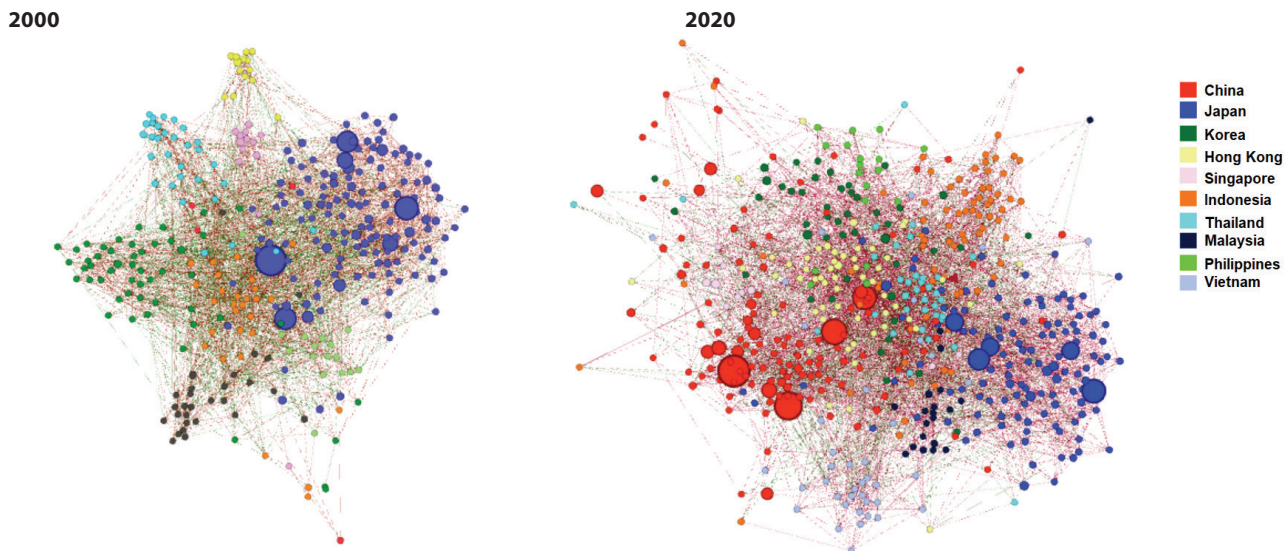 2000
2020
China
Japan
Korea
Hong Kong
Singapore
Indonesia
Thailand
Malaysia
Philippines
Vietnam